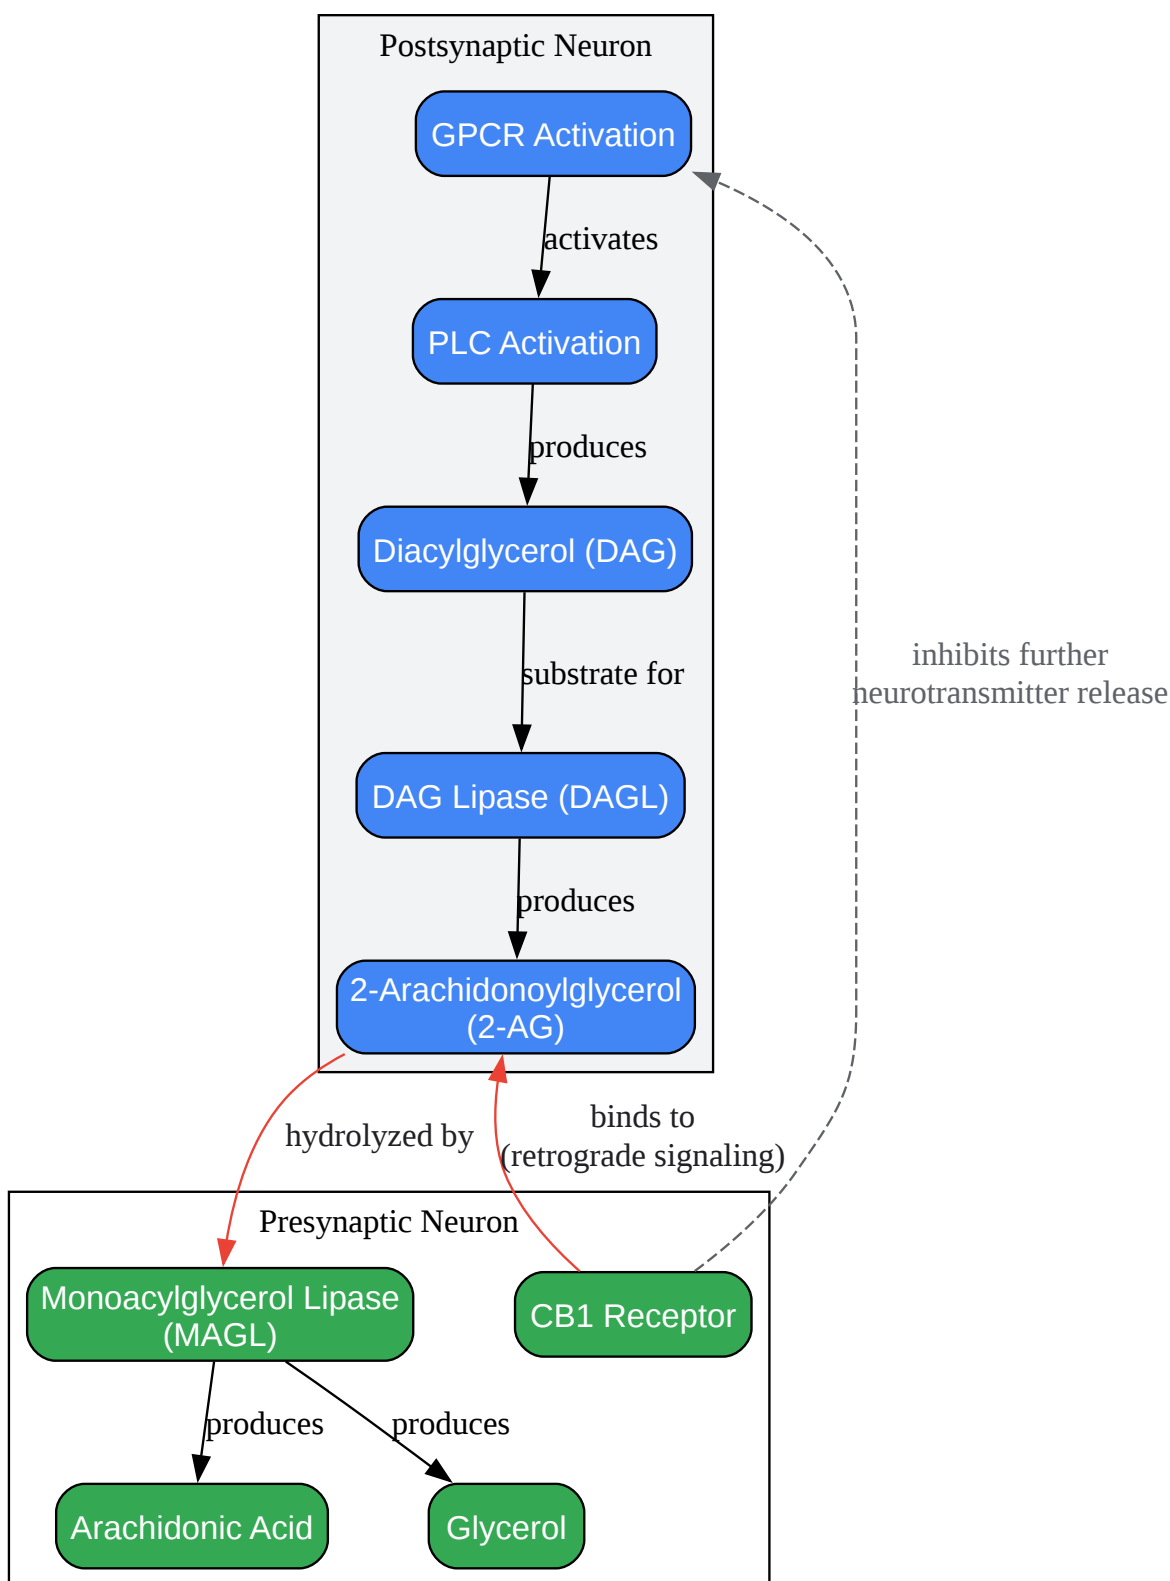 Postsynaptic Neuron
GPCR Activation
activates
PLC Activation
produces
Diacylglycerol (DAG)
inhibits further
neurotransmitter release
substrate for
DAG Lipase (DAGL)
produces
2-Arachidonoylglycerol
(2-AG)
hydrolyzed by
binds to
(retrograde signaling)
Presynaptic Neuron
Monoacylglycerol Lipase
(MAGL)
CB1 Receptor
produces
produces
Arachidonic Acid
Glycerol